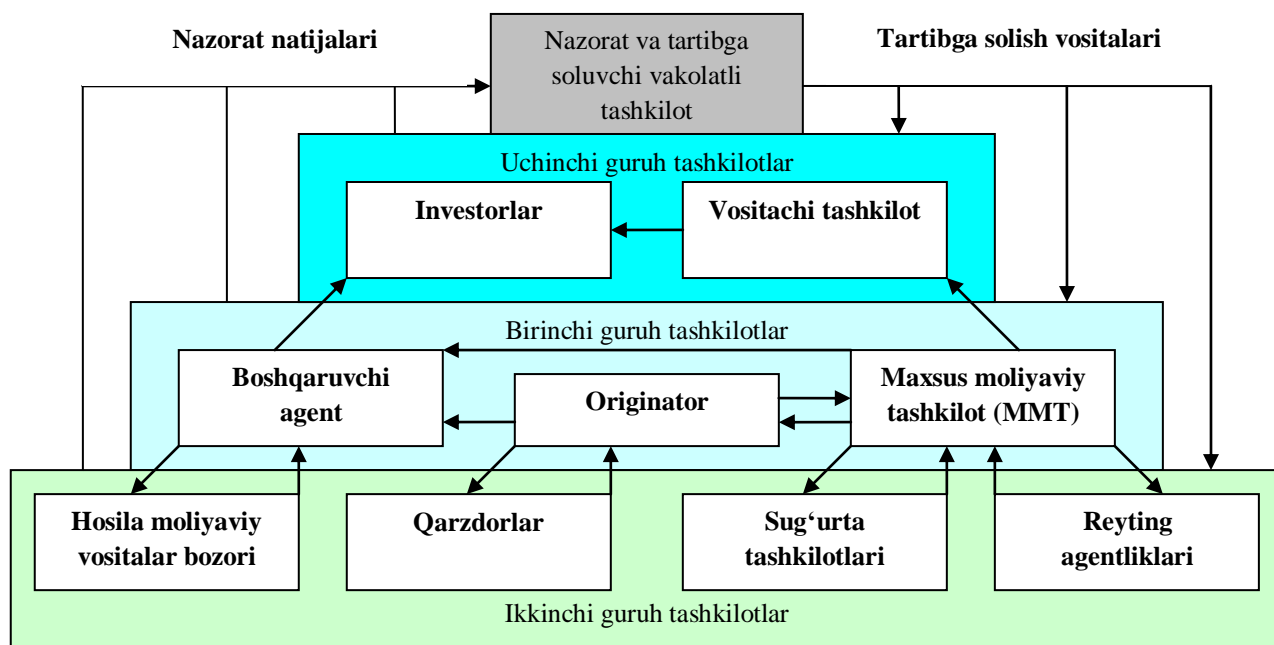 Nazorat natijalari
Nazorat va tartibga
soluvchi vakolatli
tashkilot
Tartibga solish vositalari
Uchinchi guruh tashkilotlar
Investorlar
Vositachi tashkilot
Birinchi guruh tashkilotlar
Boshqaruvchi
agent
Originator
Maxsus moliyaviy
tashkilot (MMT)
Hosila moliyaviy
vositalar bozori
Qarzdorlar
Sug‘urta
tashkilotlari
Reyting
agentliklari
Ikkinchi guruh tashkilotlar